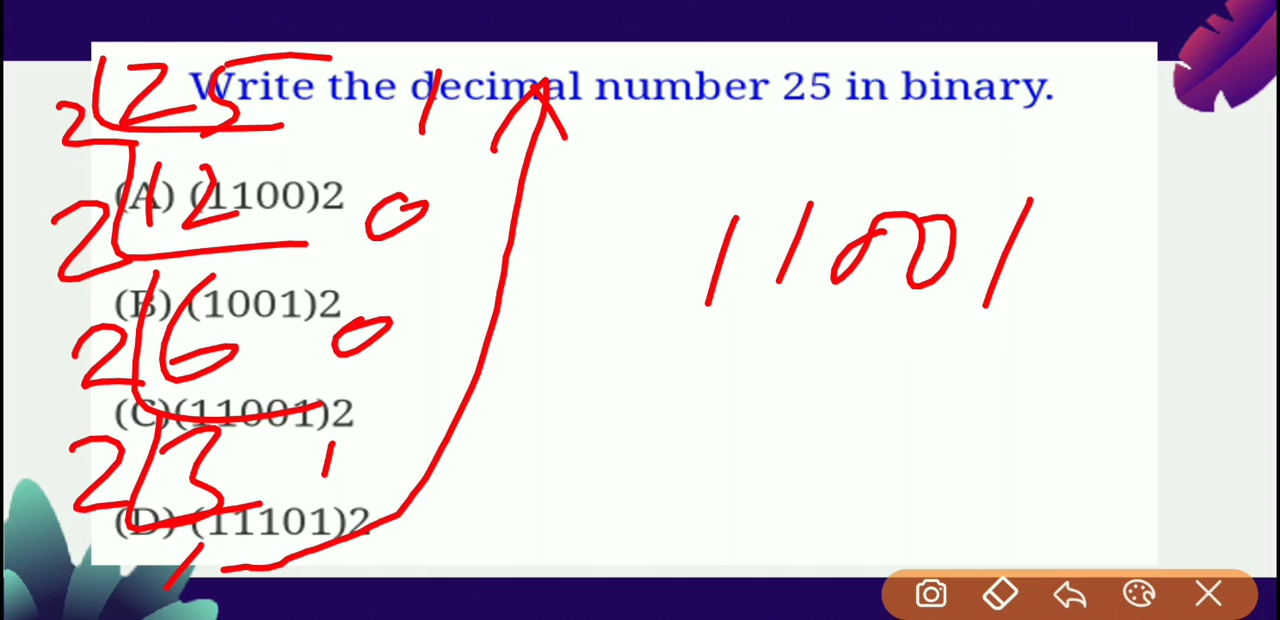 Write the decimal number 25 in binary.
2 25 1
(A) (1100)2
2 12 0
(B) (1001)2
2 6 0
(C)(11001)2
2 3 1
(D) (11101)2
1
11001